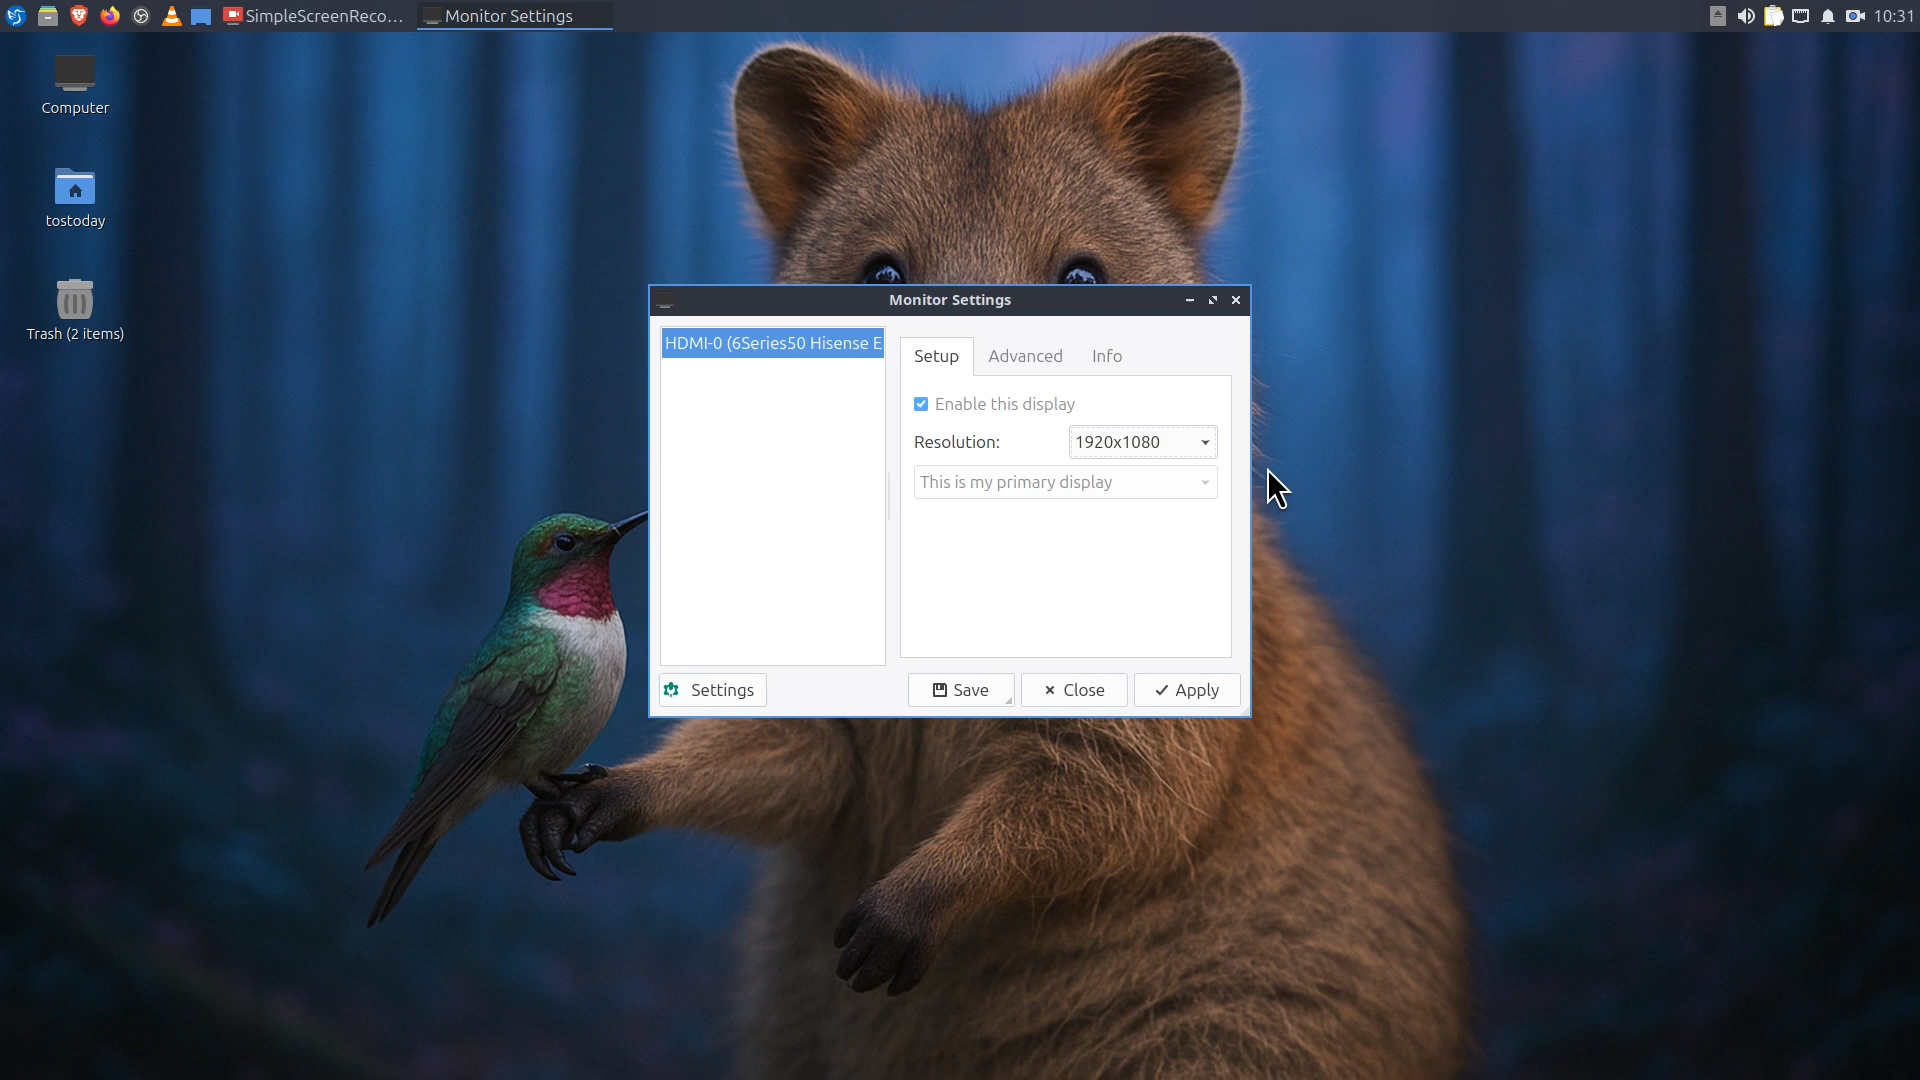 SimpleScreenReco...
Monitor Settings
10:31
Computer
tostoday
Trash (2 items)
Monitor Settings
HDMI-0 (6Series50 Hisense E
Setup
Advanced
Info
Enable this display
Resolution:
1920x1080
This is my primary display
Settings
Save
Close
Apply